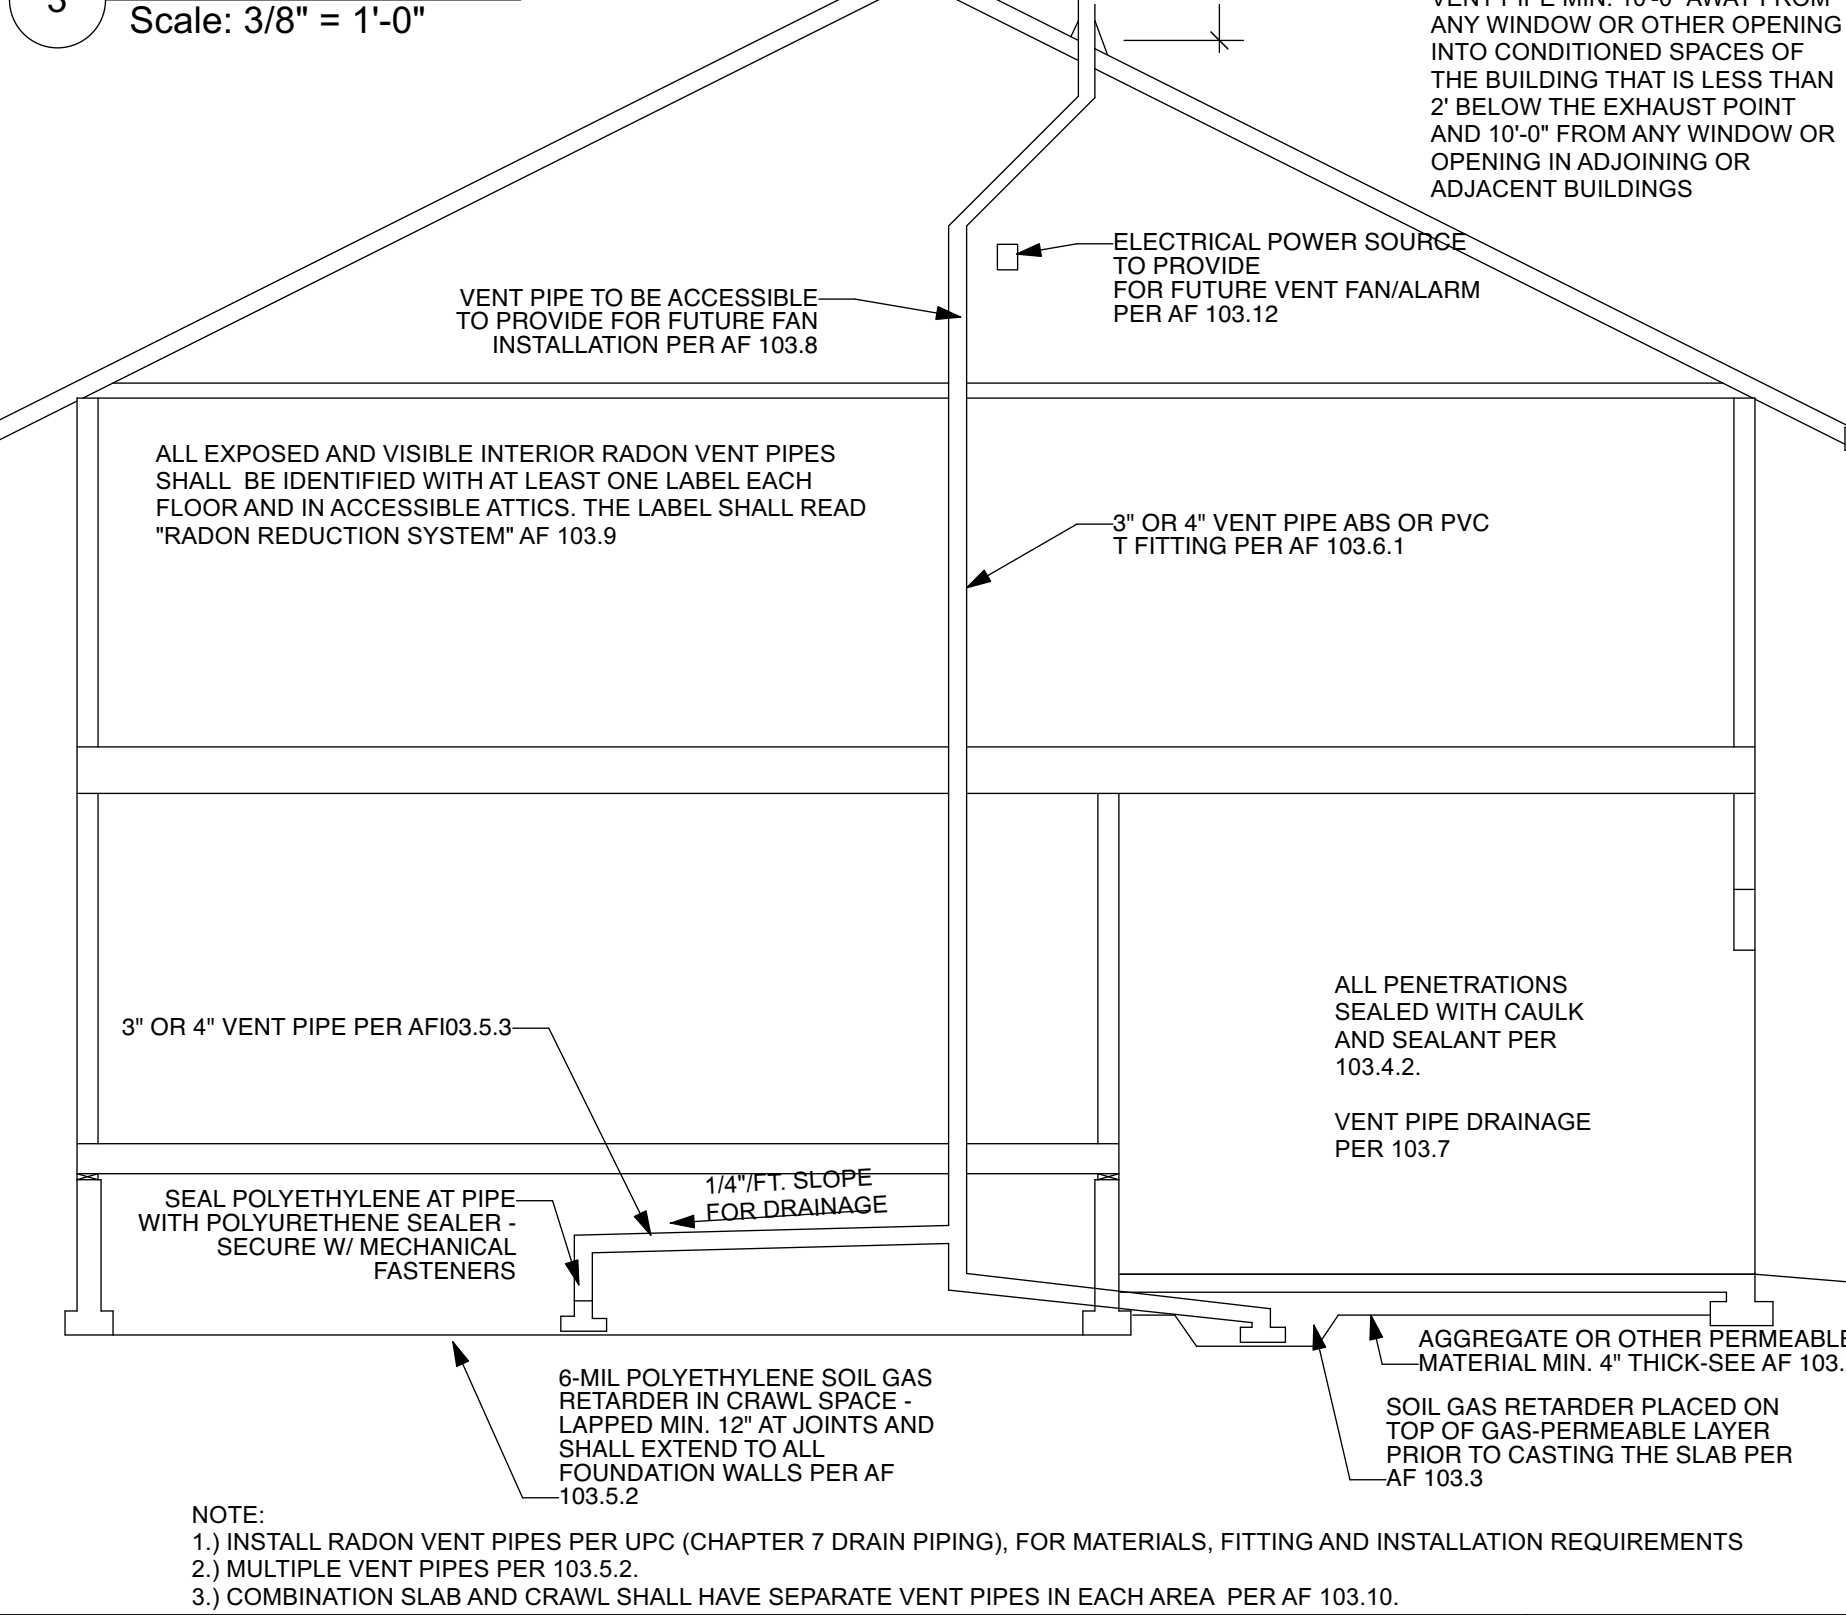 3
Scale: 3/8" = 1'-0"
VENT PIPE MIN. 10'-0" AWAY FROM
ANY WINDOW OR OTHER OPENING
INTO CONDITIONED SPACES OF
THE BUILDING THAT IS LESS THAN
2' BELOW THE EXHAUST POINT
AND 10'-0" FROM ANY WINDOW OR
OPENING IN ADJOINING OR
ADJACENT BUILDINGS
ELECTRICAL POWER SOURCE
TO PROVIDE
FOR FUTURE VENT FAN/ALARM
PER AF 103.12
VENT PIPE TO BE ACCESSIBLE
TO PROVIDE FOR FUTURE FAN
INSTALLATION PER AF 103.8
ALL EXPOSED AND VISIBLE INTERIOR RADON VENT PIPES
SHALL BE IDENTIFIED WITH AT LEAST ONE LABEL EACH
FLOOR AND IN ACCESSIBLE ATTICS. THE LABEL SHALL READ
"RADON REDUCTION SYSTEM" AF 103.9
3" OR 4" VENT PIPE ABS OR PVC
T FITTING PER AF 103.6.1
3" OR 4" VENT PIPE PER AFI03.5.3
ALL PENETRATIONS
SEALED WITH CAULK
AND SEALANT PER
103.4.2.
VENT PIPE DRAINAGE
PER 103.7
1/4"/FT. SLOPE
FOR DRAINAGE
SEAL POLYETHYLENE AT PIPE
WITH POLYURETHENE SEALER -
SECURE W/ MECHANICAL
FASTENERS
AGGREGATE OR OTHER PERMEABLE
MATERIAL MIN. 4" THICK-SEE AF 103.
6-MIL POLYETHYLENE SOIL GAS
RETARDER IN CRAWL SPACE -
LAPPED MIN. 12" AT JOINTS AND
SHALL EXTEND TO ALL
FOUNDATION WALLS PER AF
103.5.2
SOIL GAS RETARDER PLACED ON
TOP OF GAS-PERMEABLE LAYER
PRIOR TO CASTING THE SLAB PER
AF 103.3
NOTE:
1.) INSTALL RADON VENT PIPES PER UPC (CHAPTER 7 DRAIN PIPING), FOR MATERIALS, FITTING AND INSTALLATION REQUIREMENTS
2.) MULTIPLE VENT PIPES PER 103.5.2.
3.) COMBINATION SLAB AND CRAWL SHALL HAVE SEPARATE VENT PIPES IN EACH AREA PER AF 103.10.